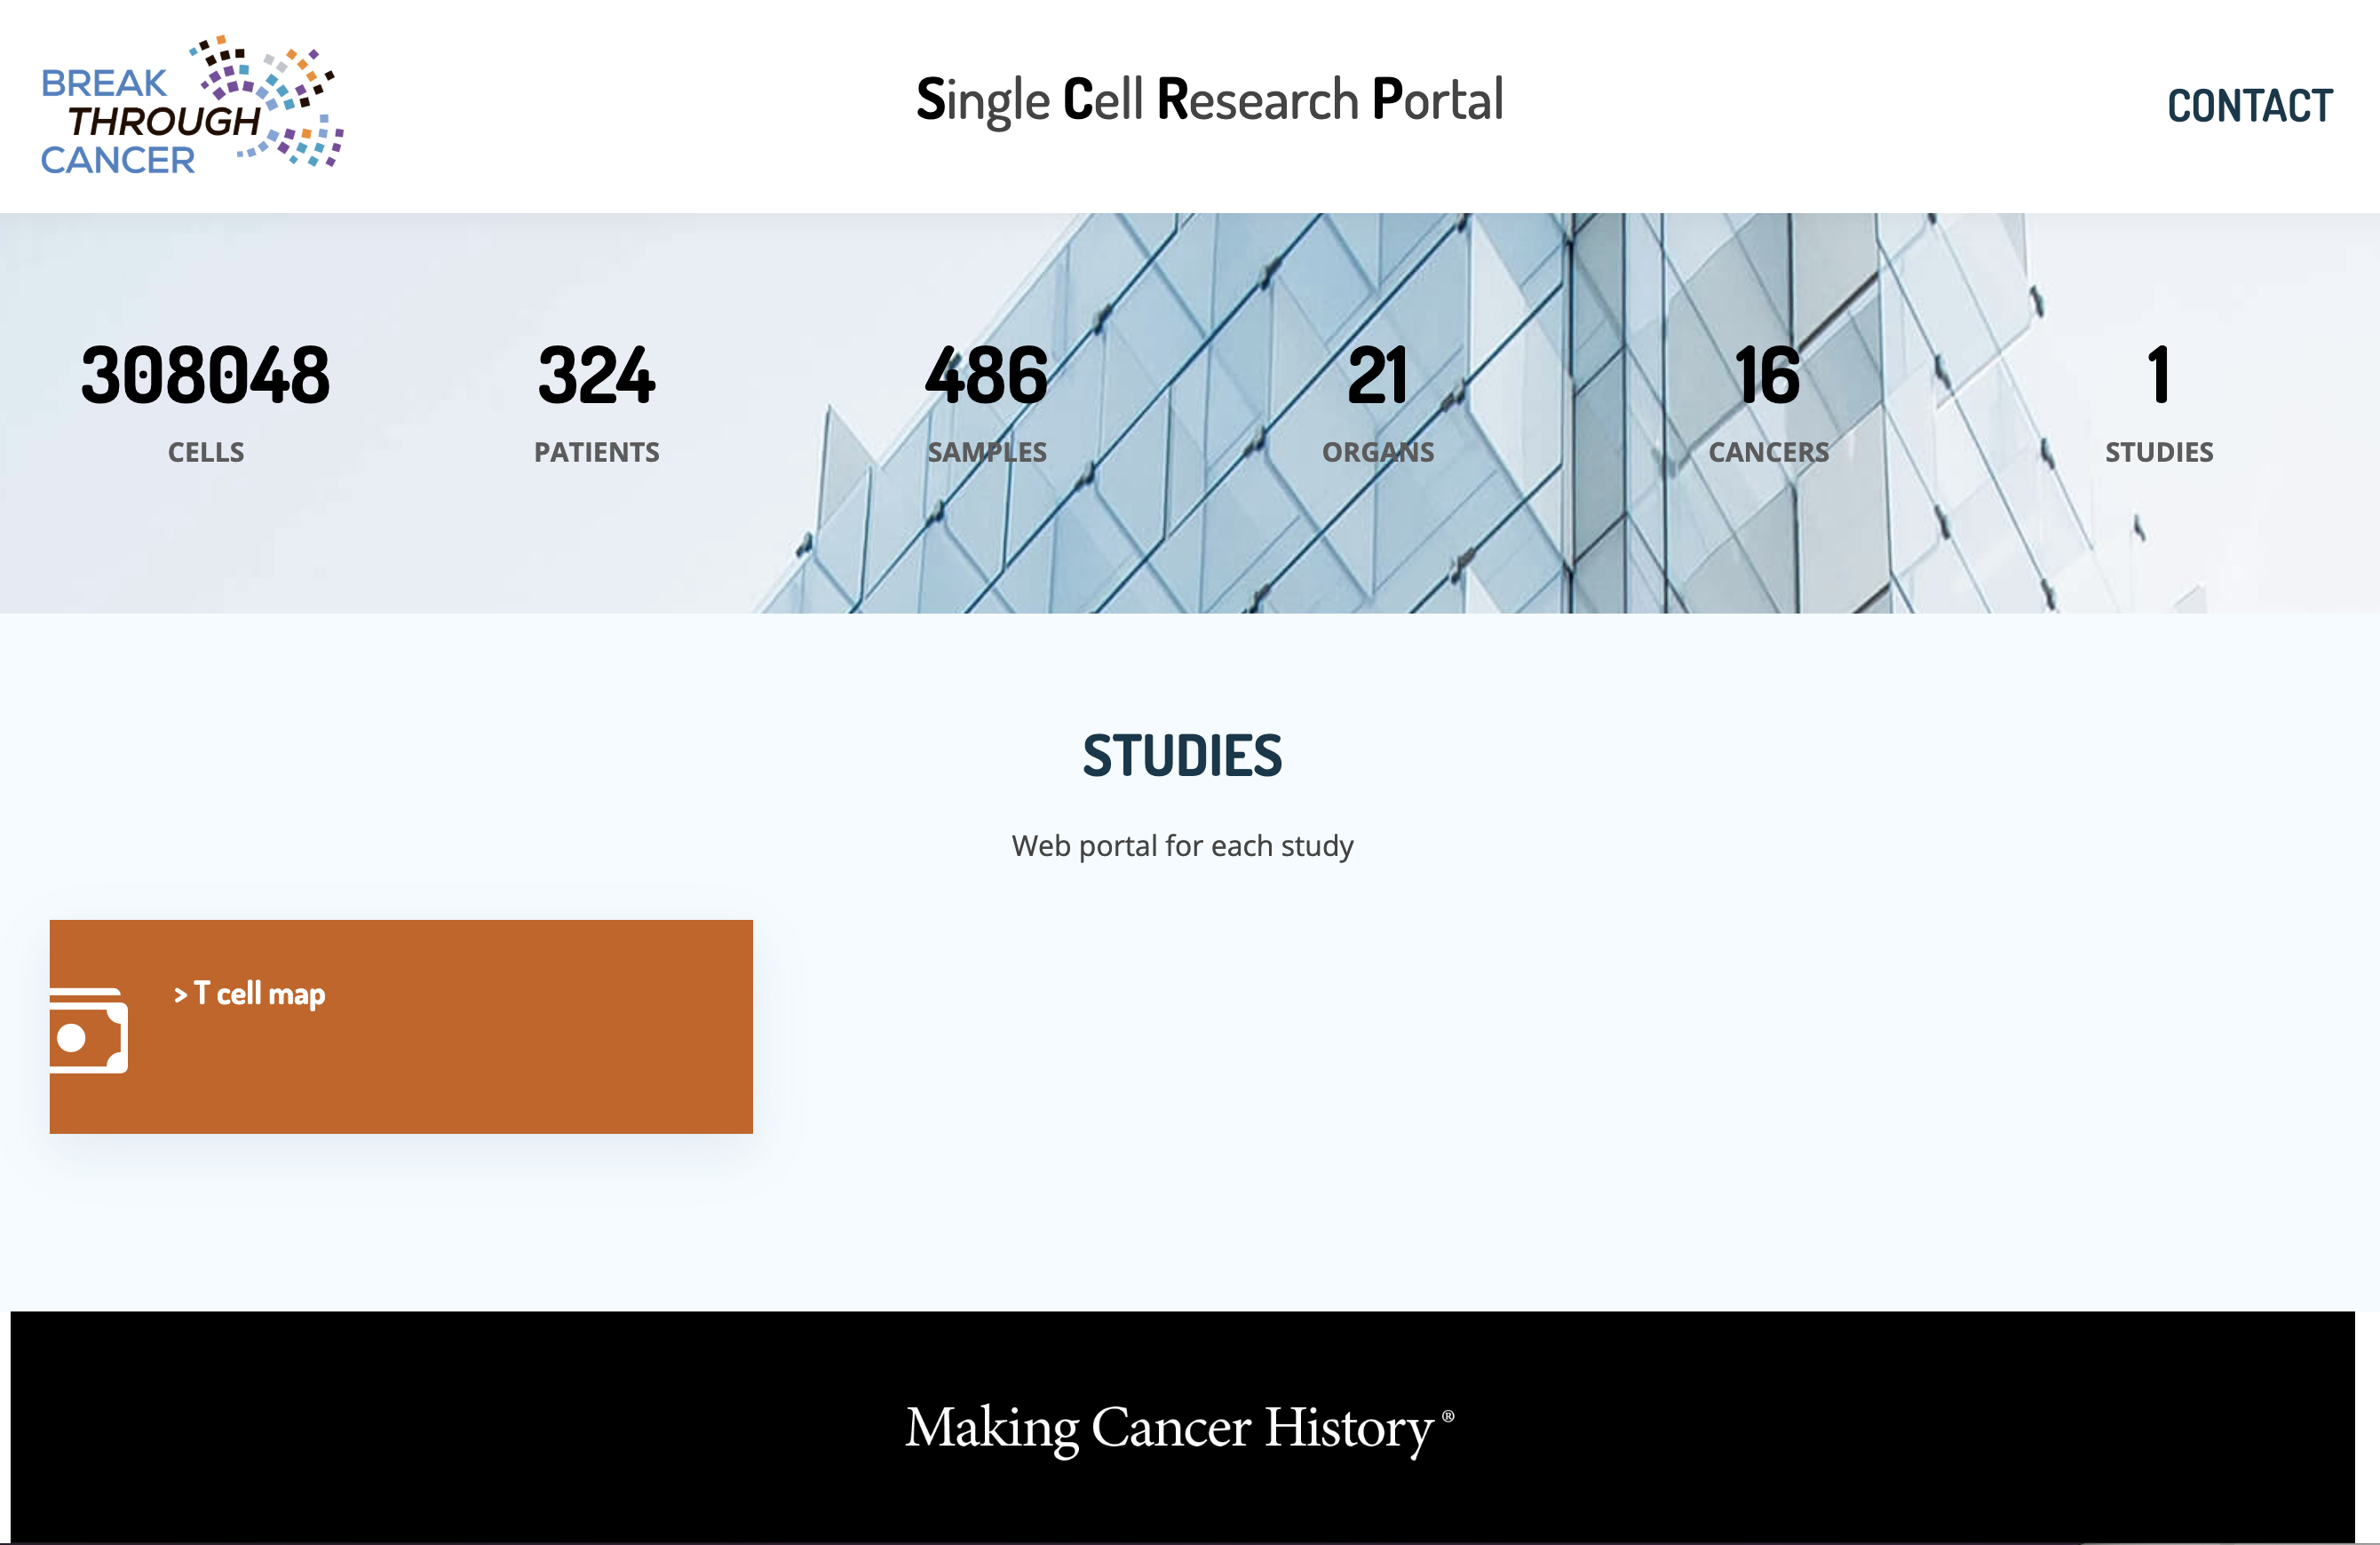 BREAK
THROUGH
CANCER
Single Cell Research Portal
CONTACT
308048
CELLS
324
PATIENTS
486
SAMPLES
21
ORGANS
16
CANCERS
1
STUDIES
STUDIES
Web portal for each study
> T cell map
Making Cancer History®